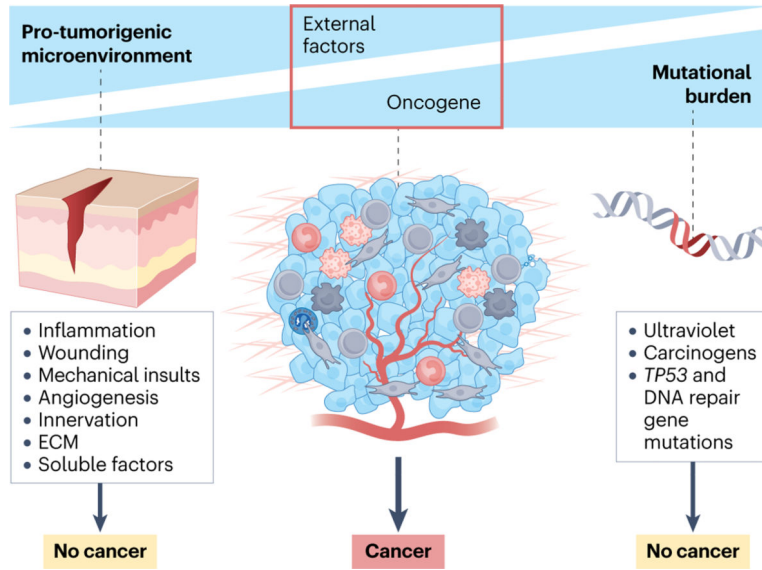 Pro-tumorigenic
microenvironment
External
factors
Oncogene
Mutational
burden
• Inflammation
• Wounding
• Mechanical insults
• Angiogenesis
• Innervation
• ECM
• Soluble factors
• Ultraviolet
• Carcinogens
• TP53 and
DNA repair
gene
mutations
No cancer
Cancer
No cancer